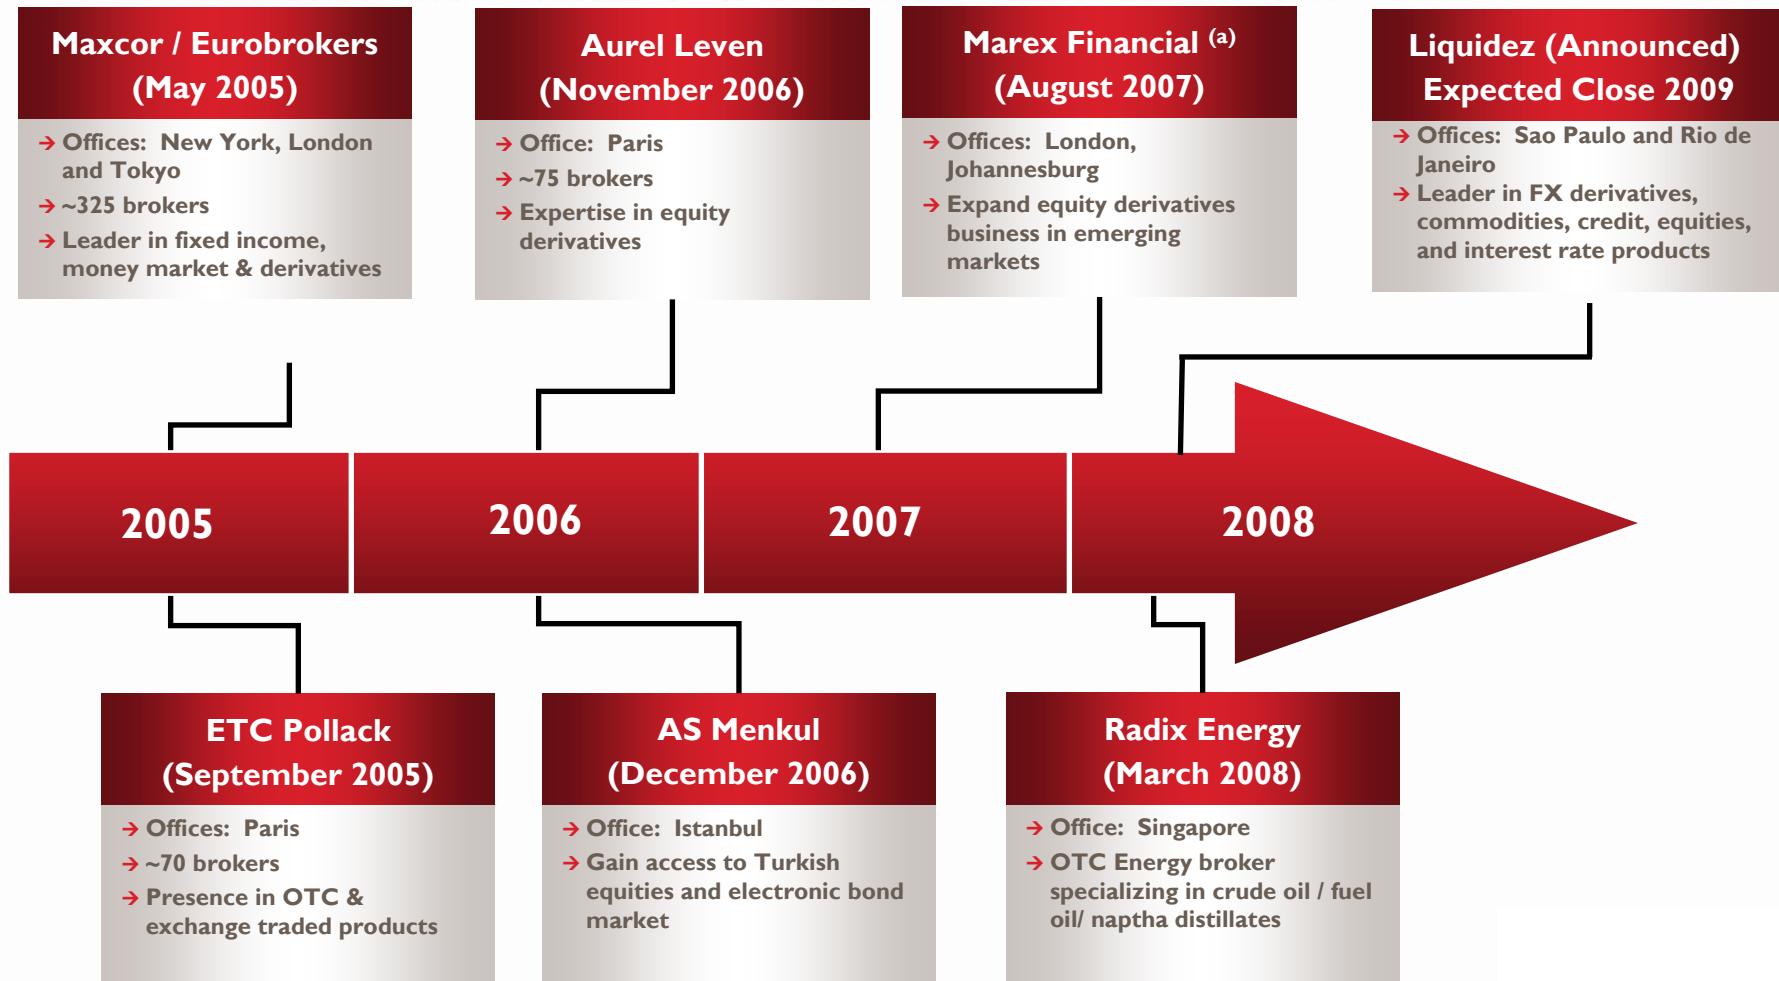 Maxcor / Eurobrokers
(May 2005)
→ Offices: New York, London
and Tokyo
→ ~325 brokers
→ Leader in fixed income,
money market & derivatives
Aurel Leven
(November 2006)
→ Office: Paris
→ ~75 brokers
→ Expertise in equity
derivatives
Marex Financial (a)
(August 2007)
→ Offices: London,
Johannesburg
→ Expand equity derivatives
business in emerging
markets
Liquidez (Announced)
Expected Close 2009
→ Offices: Sao Paulo and Rio de
Janeiro
→ Leader in FX derivatives,
commodities, credit, equities,
and interest rate products
2005
2006
2007
2008
ETC Pollack
(September 2005)
→ Offices: Paris
→ ~70 brokers
→ Presence in OTC &
exchange traded products
AS Menkul
(December 2006)
→ Office: Istanbul
→ Gain access to Turkish
equities and electronic bond
market
Radix Energy
(March 2008)
→ Office: Singapore
→ OTC Energy broker
specializing in crude oil / fuel
oil/ naptha distillates